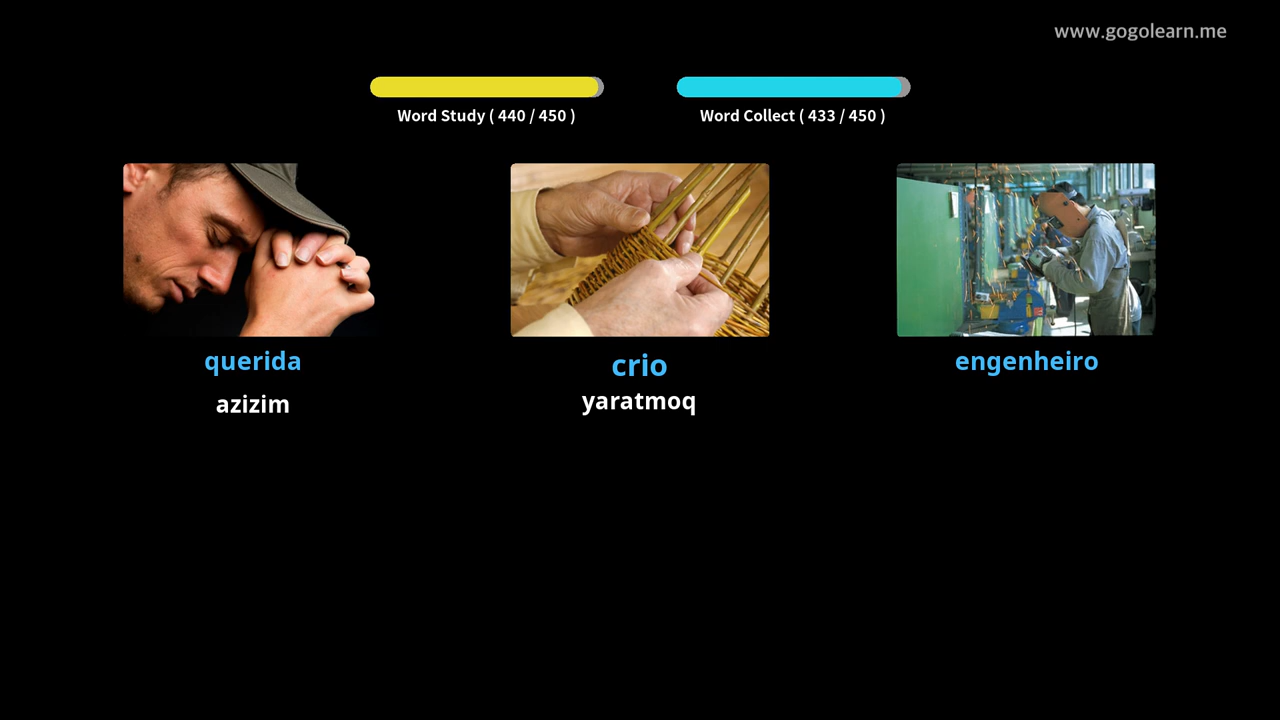 www.gogolearn.me
Word Study ( 440 / 450 )
Word Collect ( 433 / 450 )
querida
crio
engenheiro
azizim
yaratmoq